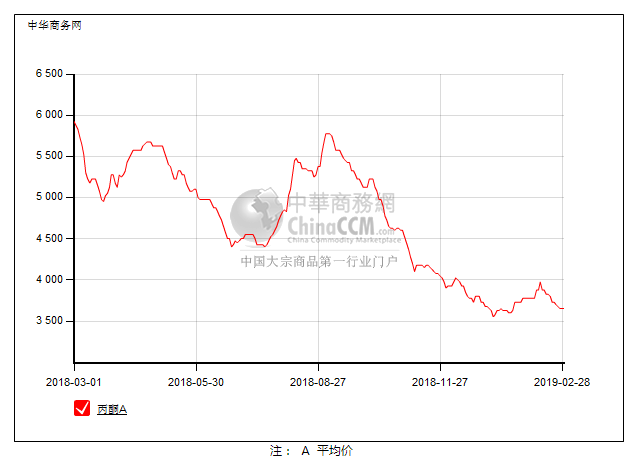 中华商务网
6 500
6 000
5 500
5 000
4 500
4 000
3 500
中華商務網
ChinaCCM.com
China Commodity Marketplace
中国大宗商品第一行业门户
2018-03-01
2018-05-30
2018-08-27
2018-11-27
2019-02-28
丙酮A
注： A 平均价